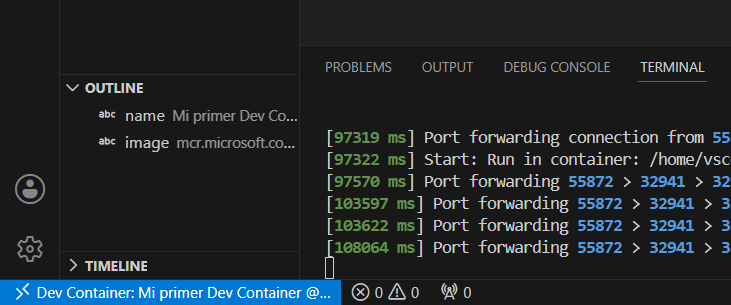 PROBLEMS OUTPUT DEBUG CONSOLE TERMINAL
OUTLINE
abc name Mi primer Dev Co...
abc image mcr.microsoft.co...
[97319 ms] Port forwarding connection from 55
[97322 ms] Start: Run in container: /home/vsc
[97570 ms] Port forwarding 55872 > 32941 > 32
[103597 ms] Port forwarding 55872 > 32941 > 3
[103622 ms] Port forwarding 55872 > 32941 > 3
[108064 ms] Port forwarding 55872 > 32941 > 3
TIMELINE
Dev Container: Mi primer Dev Container @... 0 0 0